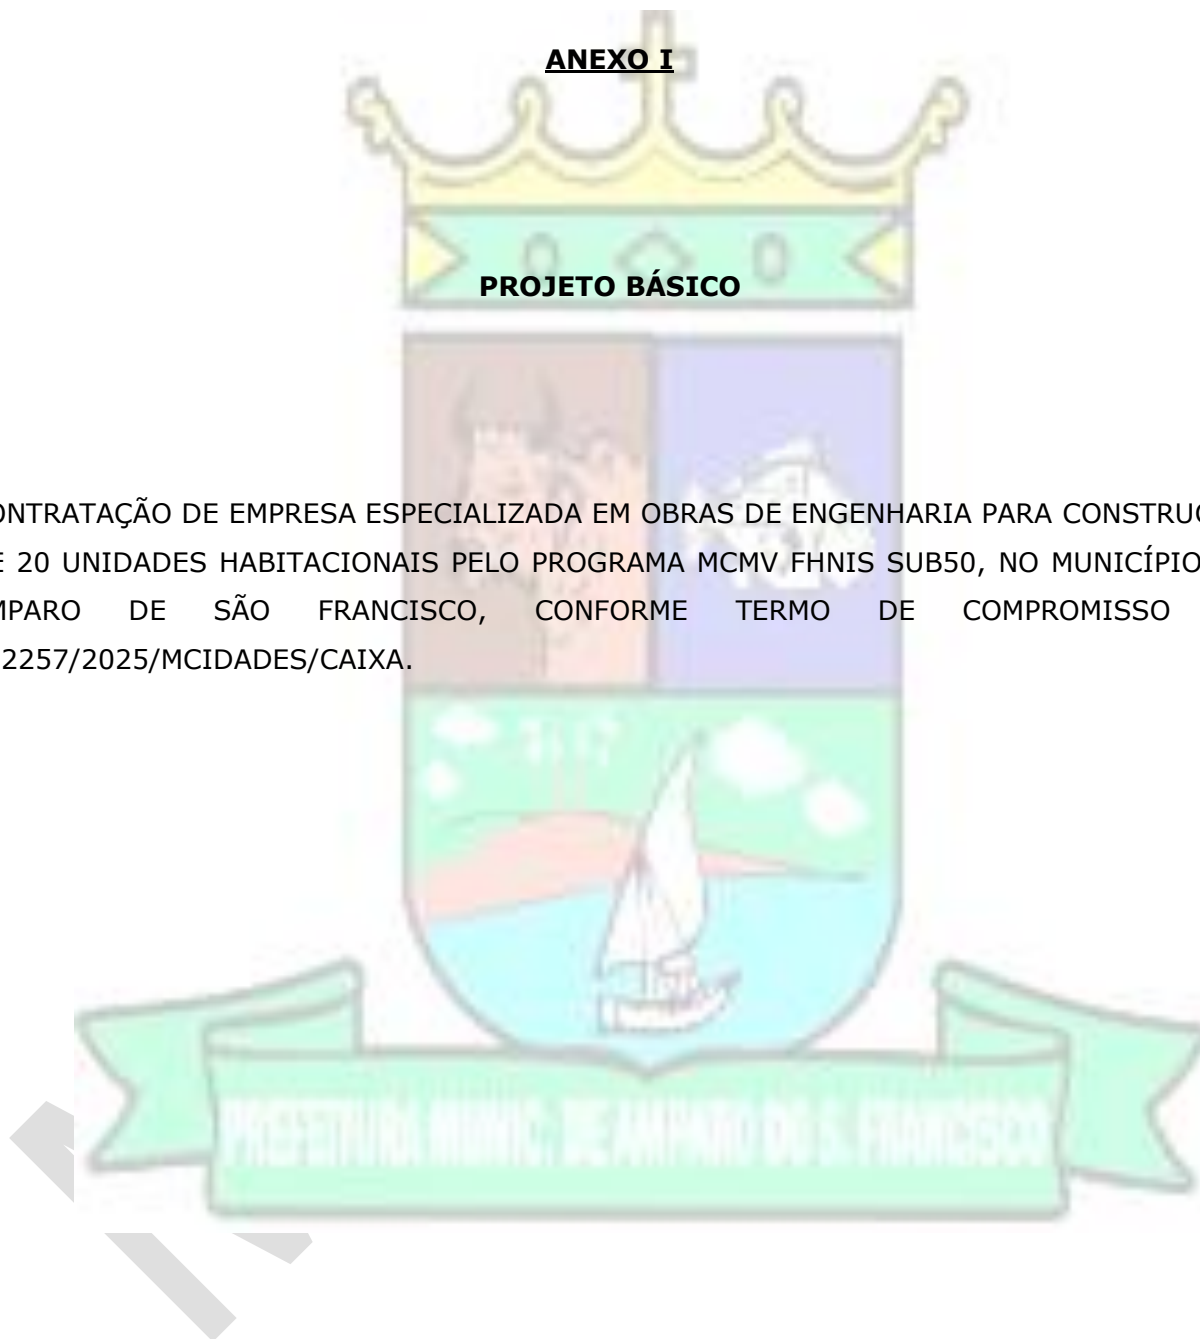 ANEXO I
PROJETO BÁSICO
ONTRATAÇÃO DE EMPRESA ESPECIALIZADA EM OBRAS DE ENGENHARIA PARA CONSTRU
E 20 UNIDADES HABITACIONAIS PELO PROGRAMA MCMV FHNIS SUB50, NO MUNICÍPIO
MPARO DE SÃO FRANCISCO, CONFORME TERMO DE COMPROMISSO
2257/2025/MCIDADES/CAIXA.
PREFEITURA MUNIC. DE AMPARO DO S. FRANCISCO